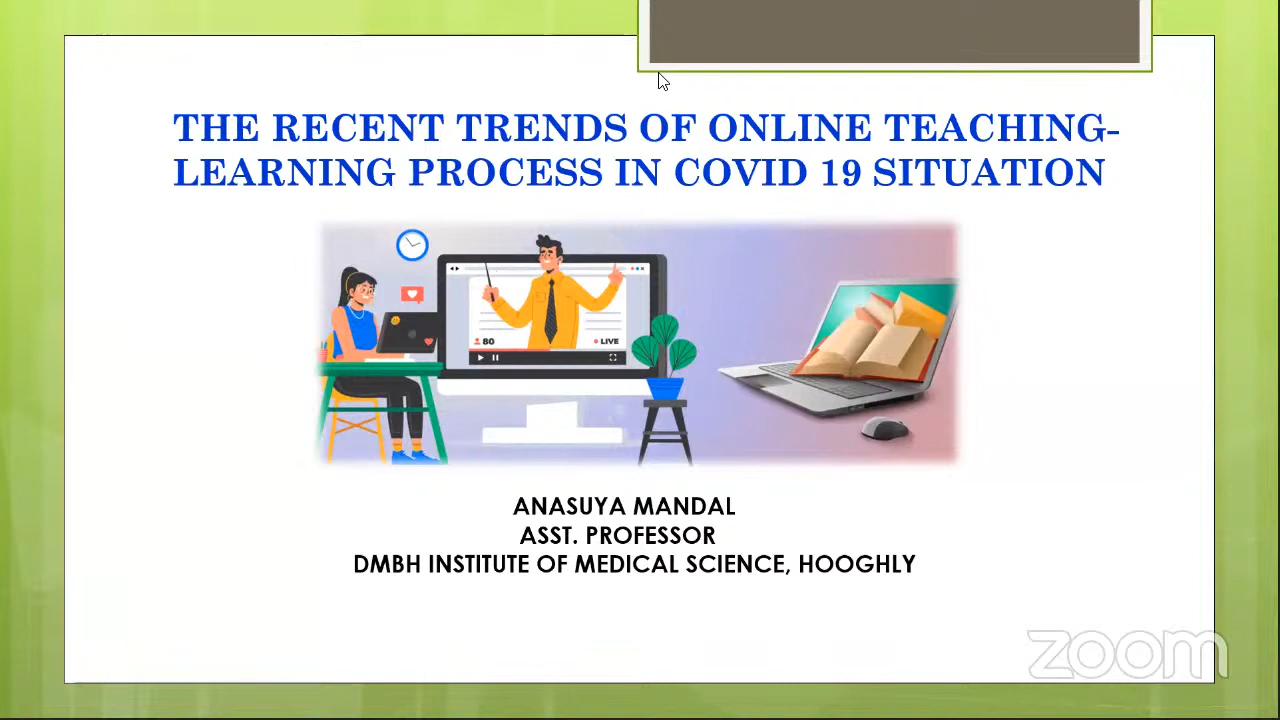 THE RECENT TRENDS OF ONLINE TEACHING-
LEARNING PROCESS IN COVID 19 SITUATION
80
LIVE
ANASUYA MANDAL
ASST. PROFESSOR
DMBH INSTITUTE OF MEDICAL SCIENCE, HOOGHLY
zoom